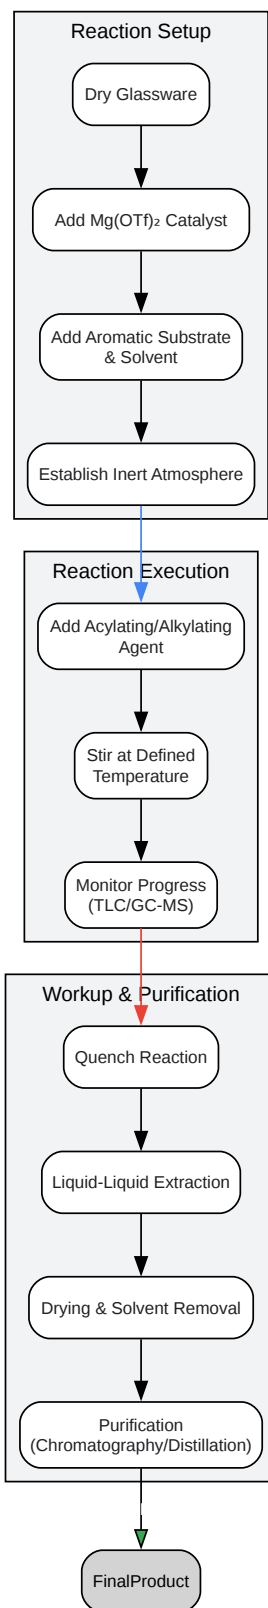 Reaction Setup
Dry Glassware
Add Mg(OTf)₂ Catalyst
Add Aromatic Substrate
& Solvent
Establish Inert Atmosphere
Reaction Execution
Add Acylating/Alkylating
Agent
Stir at Defined
Temperature
Monitor Progress
(TLC/GC-MS)
Workup & Purification
Quench Reaction
Liquid-Liquid Extraction
Drying & Solvent Removal
Purification
(Chromatography/Distillation)
FinalProduct